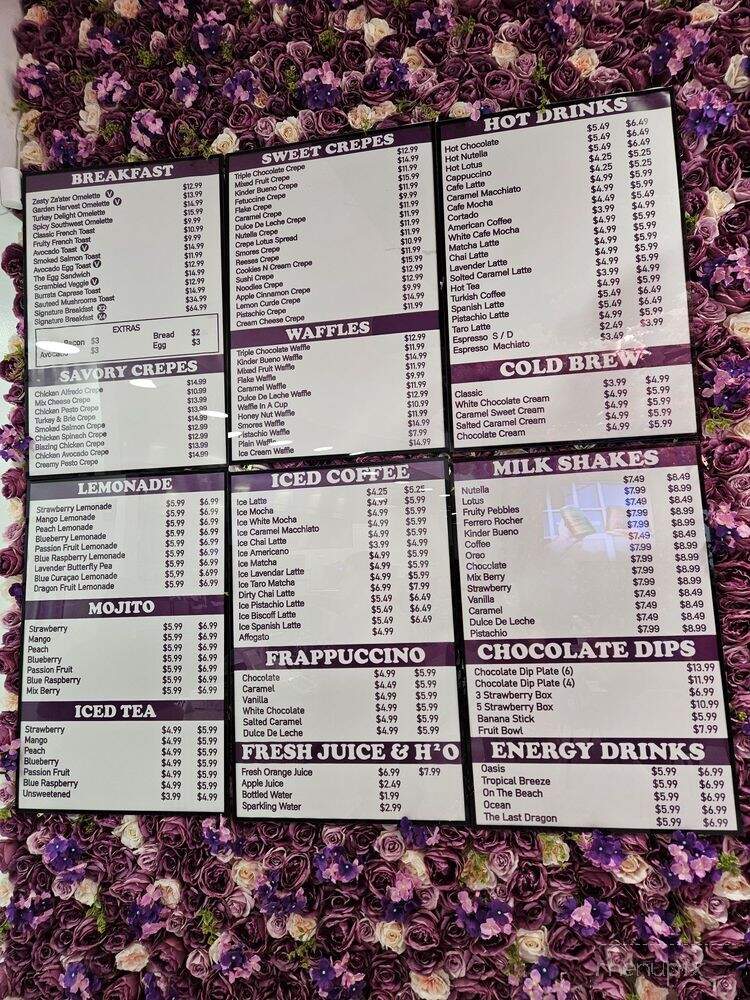 BREAKFAST
Zesty Za'ater Omelette V $12.99
Garden Harvest Omelette V $13.99
Turkey Delight Omelette $14.99
Spicy Southwest Omelette $15.99
Classic French Toast $9.99
Fruity French Toast $10.99
Avocado Toast V $9.99
Smoked Salmon Toast $14.99
Avocado Egg Toast V $11.99
The Egg Sandwich $12.99
Scrambled Veggie V $14.99
Burrata Caprese Toast $12.99
Sauteed Mushrooms Toast $14.99
Signature Breakfast X2 $34.99
Signature Breakfast X4 $64.99
EXTRAS
Bacon $3 Bread $2
Avocado $3 Egg $3
SAVORY CREPES
Chicken Alfredo Crepe $14.99
Mix Cheese Crepe $10.99
Chicken Pesto Crepe $13.99
Turkey & Brie Crepe $13.99
Smoked Salmon Crepe $14.99
Chicken Spinach Crepe $12.99
Blazing Chicken Crepe $12.99
Chicken Avocado Crepe $13.99
Creamy Pesto Crepe $14.99
SWEET CREPES
Triple Chocolate Crepe $12.99
Mixed Fruit Crepe $14.99
Kinder Bueno Crepe $11.99
Fetuccine Crepe $15.99
Flake Crepe $11.99
Caramel Crepe $9.99
Dulce De Leche Crepe $11.99
Nutella Crepe $11.99
Crepe Lotus Spread $11.99
Smores Crepe $11.99
Reesea Crepe $10.99
Cookies N Cream Crepe $11.99
Sushi Crepe $15.99
Noodles Crepe $12.99
Apple Cinnamon Crepe $9.99
Lemon Curde Crepe $9.99
Pistachio Crepe $14.99
Cream Cheese Crepe $11.99
WAFFLES
Triple Chocolate Waffle $12.99
Kinder Bueno Waffle $11.99
Mixed Fruit Waffle $14.99
Flake Waffle $9.99
Caramel Waffle $11.99
Dulce De Leche Waffle $11.99
Waffle In A Cup $12.99
Honey Nut Waffle $10.99
Smores Waffle $11.99
Pistachio Waffle $14.99
Plain Waffle $7.99
Ice Cream Waffle $14.99
HOT DRINKS
Hot Chocolate $5.49 $6.49
Hot Nutella $5.49 $6.49
Hot Lotus $5.49 $6.49
Cappuccino $4.25 $5.25
Cafe Latte $4.25 $5.25
Caramel Macchiato $4.99 $5.99
Cafe Mocha $4.99 $5.99
Cortado $4.49
American Coffee $3.99 $4.99
White Cafe Mocha $4.99 $5.99
Matcha Latte $4.99 $5.99
Chai Latte $4.99 $5.99
Lavender Latte $4.99 $5.99
Solted Caramel Latte $4.99 $5.99
Hot Tea $3.99 $4.99
Turkish Coffee $4.99 $5.99
Spanish Latte $5.49 $6.49
Pistachio Latte $5.49 $6.49
Taro Latte $4.99 $5.99
Espresso S / D $2.49 $3.99
Espresso Machiato $3.49
COLD BREW
Classic $3.99 $4.99
White Chocolate Cream $4.99 $5.99
Caramel Sweet Cream $4.99 $5.99
Salted Caramel Cream $4.99 $5.99
Chocolate Cream $4.99 $5.99
LEMONADE
Strawberry Lemonade $5.99 $6.99
Mango Lemonade $5.99 $6.99
Peach Lemonade $5.99 $6.99
Blueberry Lemonade $5.99 $6.99
Passion Fruit Lemonade $5.99 $6.99
Blue Raspberry Lemonade $5.99 $6.99
Lavender Butterfly Pea $5.99 $6.99
Blue Curaçao Lemonade $5.99 $6.99
Dragon Fruit Lemonade $5.99 $6.99
MOJITO
Strawberry $5.99 $6.99
Mango $5.99 $6.99
Peach $5.99 $6.99
Blueberry $5.99 $6.99
Passion Fruit $5.99 $6.99
Blue Raspberry $5.99 $6.99
Mix Berry $5.99 $6.99
ICED TEA
Strawberry $4.99 $5.99
Mango $4.99 $5.99
Peach $4.99 $5.99
Blueberry $4.99 $5.99
Passion Fruit $4.99 $5.99
Blue Raspberry $4.99 $5.99
Unsweetened $3.99 $4.99
ICED COFFEE
Ice Latte $4.25 $5.25
Ice Mocha $4.99 $5.99
Ice White Mocha $4.99 $5.99
Ice Caramel Macchiato $4.99 $5.99
Ice Chai Latte $4.99 $5.99
Ice Americano $3.99 $4.99
Ice Matcha $4.99 $5.99
Ice Lavendar Latte $4.99 $5.99
Ice Taro Matcha $4.99 $5.99
Dirty Chai Latte $6.99 $7.99
Ice Pistachio Latte $5.49 $6.49
Ice Biscoff Latte $5.49 $6.49
Ice Spanish Latte $5.49 $6.49
Affogato $4.99
FRAPPUCCINO
Chocolate $4.99 $5.99
Caramel $4.49 $5.99
Vanilla $4.99 $5.99
White Chocolate $4.99 $5.99
Salted Caramel $4.99 $5.99
Dulce De Leche $4.99 $5.99
FRESH JUICE & H²O
Fresh Orange Juice $6.99 $7.99
Apple Juice $2.49
Bottled Water $1.99
Sparkling Water $2.99
MILK SHAKES
Nutella $7.49 $8.49
Lotus $7.99 $8.99
Fruity Pebbles $7.49 $8.49
Ferrero Rocher $7.99 $8.99
Kinder Bueno $7.99 $8.99
Coffee $7.49 $8.49
Oreo $7.99 $8.99
Chocolate $7.99 $8.99
Mix Berry $7.99 $8.99
Strawberry $7.99 $8.99
Vanilla $7.49 $8.49
Caramel $7.49 $8.49
Dulce De Leche $7.49 $8.49
Pistachio $7.99 $8.99
CHOCOLATE DIPS
Chocolate Dip Plate (6) $13.99
Chocolate Dip Plate (4) $11.99
3 Strawberry Box $6.99
5 Strawberry Box $10.99
Banana Stick $5.99
Fruit Bowl $7.99
ENERGY DRINKS
Oasis $5.99 $6.99
Tropical Breeze $5.99 $6.99
On The Beach $5.99 $6.99
Ocean $5.99 $6.99
The Last Dragon $5.99 $6.99
menupix